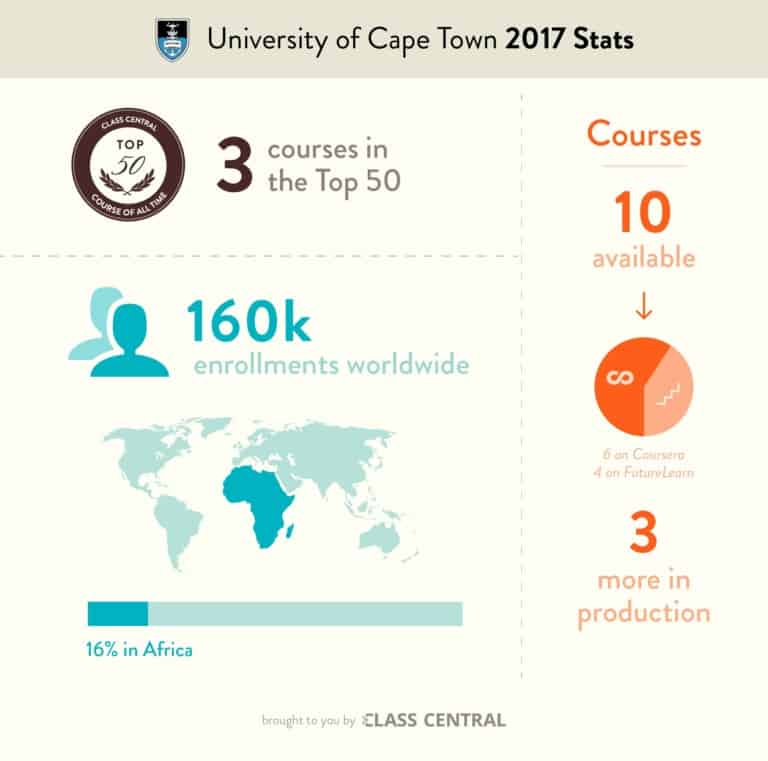 University of Cape Town 2017 Stats
CLASS CENTRAL
TOP
50
COURSE OF ALL TIME
3 courses in
the Top 50
160k
enrollments worldwide
16% in Africa
Courses
10
available
6 on Coursera
4 on FutureLearn
3
more in
production
brought to you by CLASS CENTRAL